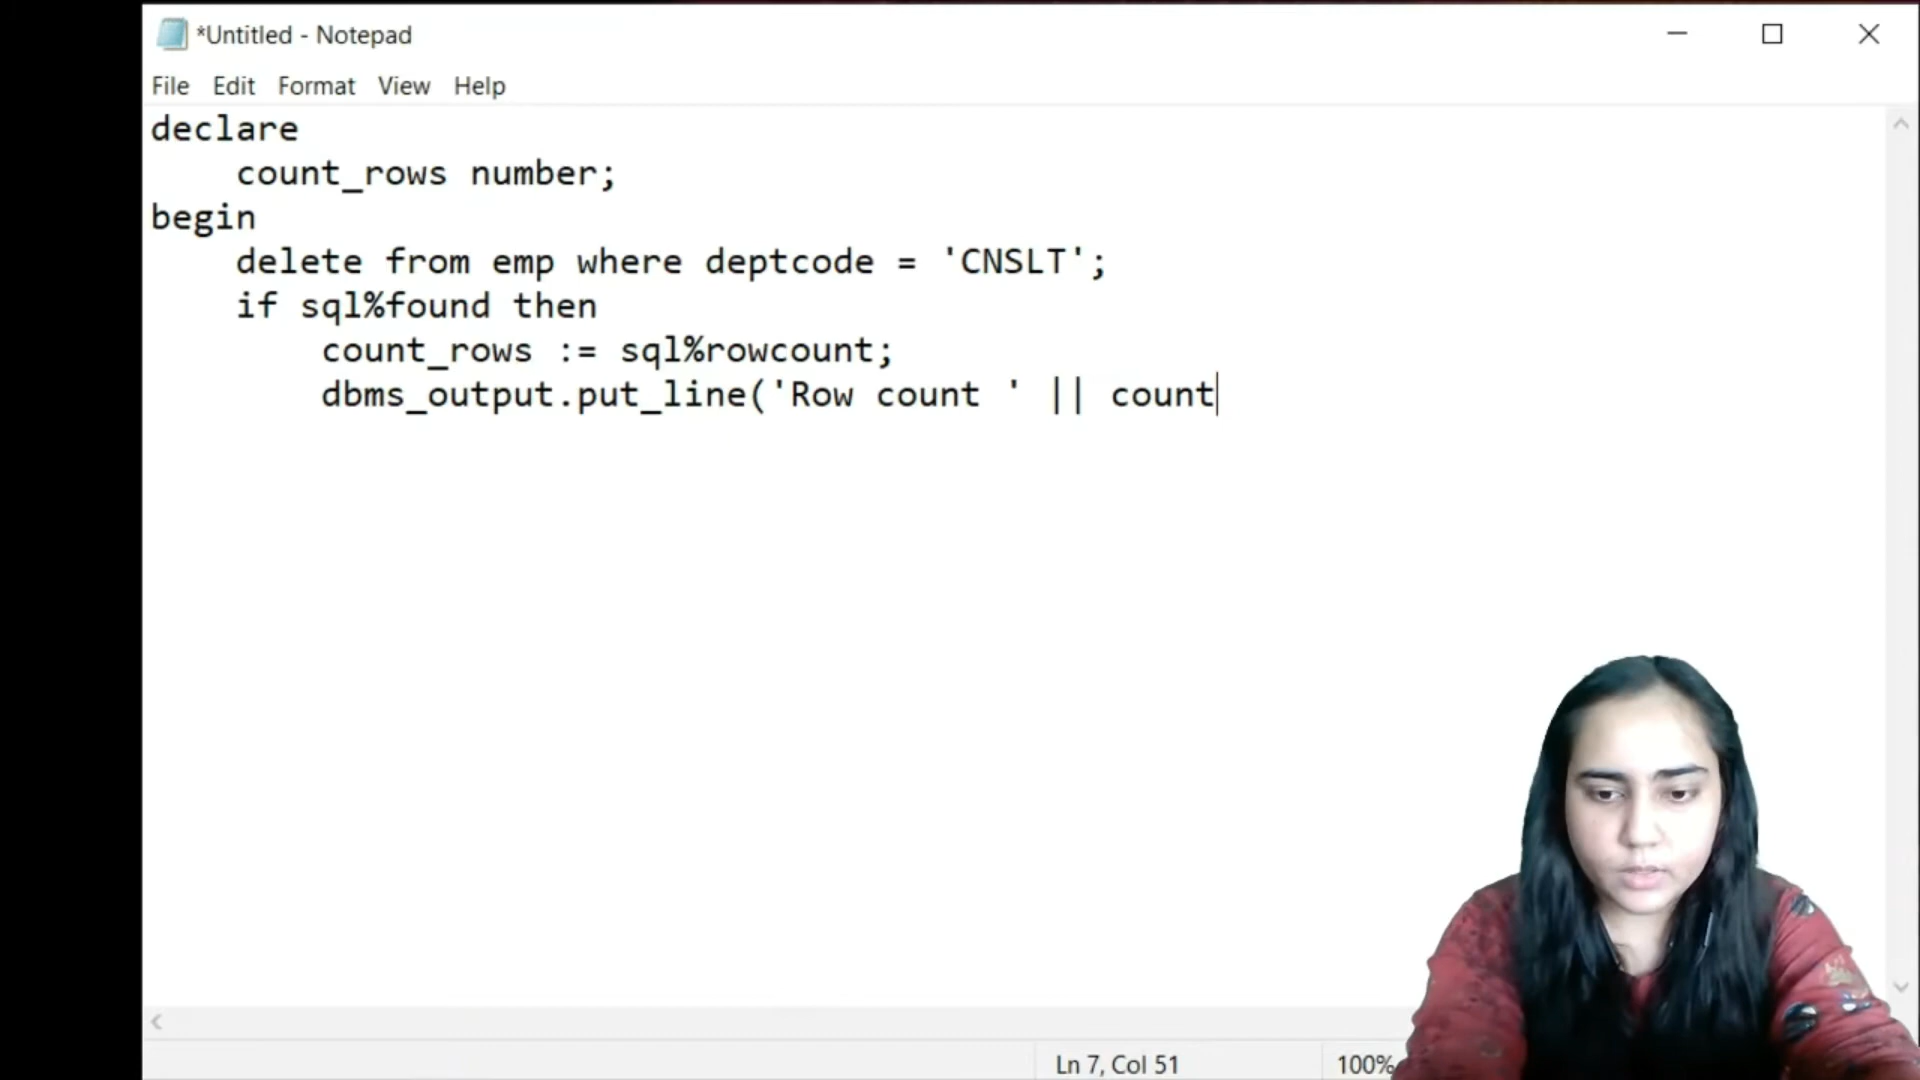 *Untitled - Notepad
File Edit Format View Help
declare
    count_rows number;
begin
    delete from emp where deptcode = 'CNSLT';
    if sql%found then
        count_rows := sql%rowcount;
        dbms_output.put_line('Row count ' || count
Ln 7, Col 51 100%